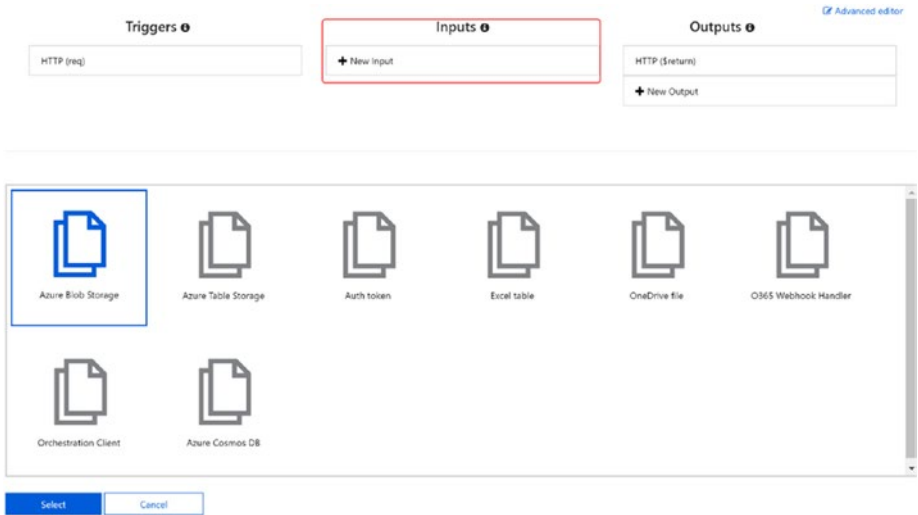 Advanced editor
Triggers
Inputs
Outputs
HTTP (req)
+ New Input
HTTP ($return)
+ New Output
Azure Blob Storage
Azure Table Storage
Auth token
Excel table
OneDrive file
O365 Webhook Handler
Orchestration Client
Azure Cosmos DB
Select
Cancel